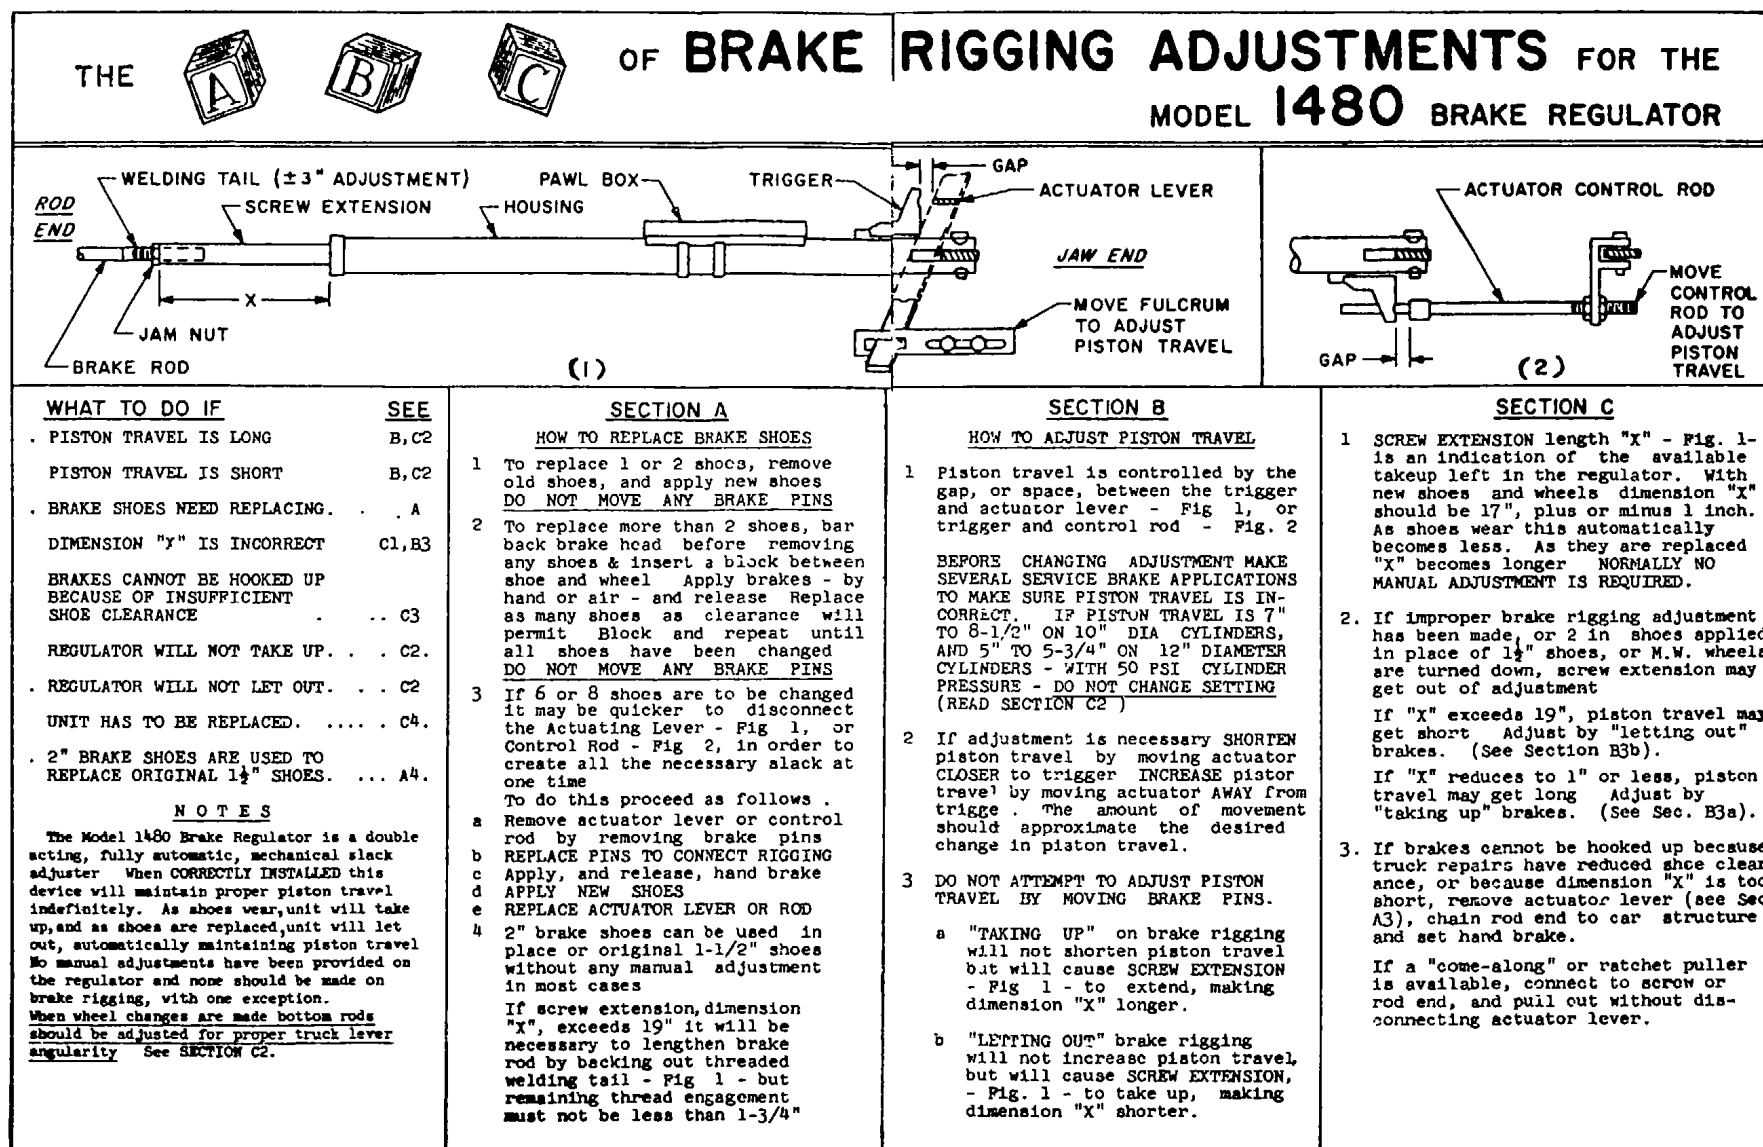 THE A B C OF BRAKE RIGGING ADJUSTMENTS FOR THE
MODEL 1480 BRAKE REGULATOR
ROD
END
WELDING TAIL (±3" ADJUSTMENT)
SCREW EXTENSION
HOUSING
PAWL BOX
TRIGGER
GAP
ACTUATOR LEVER
JAW END
X
JAM NUT
BRAKE ROD
MOVE FULCRUM
TO ADJUST
PISTON TRAVEL
(1)
ACTUATOR CONTROL ROD
MOVE
CONTROL
ROD TO
ADJUST
PISTON
TRAVEL
GAP
(2)
WHAT TO DO IF SEE
. PISTON TRAVEL IS LONG B,C2
PISTON TRAVEL IS SHORT B,C2
. BRAKE SHOES NEED REPLACING. . . A
DIMENSION "X" IS INCORRECT C1,B3
BRAKES CANNOT BE HOOKED UP
BECAUSE OF INSUFFICIENT
SHOE CLEARANCE . .. C3
REGULATOR WILL NOT TAKE UP. . . C2.
. REGULATOR WILL NOT LET OUT. . . C2
UNIT HAS TO BE REPLACED. ..... . C4.
. 2" BRAKE SHOES ARE USED TO
REPLACE ORIGINAL 1½" SHOES. ... A4.
N O T E S
The Model 1480 Brake Regulator is a double
acting, fully automatic, mechanical slack
adjuster When CORRECTLY INSTALLED this
device will maintain proper piston travel
indefinitely. As shoes wear,unit will take
up,and as shoes are replaced,unit will let
out, automatically maintaining piston travel
No manual adjustments have been provided on
the regulator and none should be made on
brake rigging, with one exception.
When wheel changes are made bottom rods
should be adjusted for proper truck lever
angularity See SECTION C2.
SECTION A
HOW TO REPLACE BRAKE SHOES
1 To replace 1 or 2 shoes, remove
old shoes, and apply new shoes
DO NOT MOVE ANY BRAKE PINS
2 To replace more than 2 shoes, bar
back brake head before removing
any shoes & insert a block between
shoe and wheel Apply brakes - by
hand or air - and release Replace
as many shoes as clearance will
permit Block and repeat until
all shoes have been changed
DO NOT MOVE ANY BRAKE PINS
3 If 6 or 8 shoes are to be changed
it may be quicker to disconnect
the Actuating Lever - Fig 1, or
Control Rod - Fig 2, in order to
create all the necessary slack at
one time
To do this proceed as follows .
a Remove actuator lever or control
rod by removing brake pins
b REPLACE PINS TO CONNECT RIGGING
c Apply, and release, hand brake
d APPLY NEW SHOES
e REPLACE ACTUATOR LEVER OR ROD
4 2" brake shoes can be used in
place or original 1-1/2" shoes
without any manual adjustment
in most cases
If screw extension,dimension
"X", exceeds 19" it will be
necessary to lengthen brake
rod by backing out threaded
welding tail - Fig 1 - but
remaining thread engagement
must not be less than 1-3/4"
SECTION B
HOW TO ADJUST PISTON TRAVEL
1 Piston travel is controlled by the
gap, or space, between the trigger
and actuator lever - Fig 1, or
trigger and control rod - Fig. 2
BEFORE CHANGING ADJUSTMENT MAKE
SEVERAL SERVICE BRAKE APPLICATIONS
TO MAKE SURE PISTON TRAVEL IS IN-
CORRECT. IF PISTON TRAVEL IS 7"
TO 8-1/2" ON 10" DIA CYLINDERS,
AND 5" TO 5-3/4" ON 12" DIAMETER
CYLINDERS - WITH 50 PSI CYLINDER
PRESSURE - DO NOT CHANGE SETTING
(READ SECTION C2 )
2 If adjustment is necessary SHORTEN
piston travel by moving actuator
CLOSER to trigger INCREASE pistor
travel by moving actuator AWAY from
trigge . The amount of movement
should approximate the desired
change in piston travel.
3 DO NOT ATTEMPT TO ADJUST PISTON
TRAVEL BY MOVING BRAKE PINS.
a "TAKING UP" on brake rigging
will not shorten piston travel
but will cause SCREW EXTENSION
- Fig 1 - to extend, making
dimension "X" longer.
b "LETTING OUT" brake rigging
will not increase piston travel,
but will cause SCREW EXTENSION,
- Fig. 1 - to take up, making
dimension "X" shorter.
SECTION C
1 SCREW EXTENSION length "X" - Fig. 1-
is an indication of the available
takeup left in the regulator. With
new shoes and wheels dimension "X"
should be 17", plus or minus 1 inch.
As shoes wear this automatically
becomes less. As they are replaced
"X" becomes longer NORMALLY NO
MANUAL ADJUSTMENT IS REQUIRED.
2. If improper brake rigging adjustment
has been made, or 2 in shoes applied
in place of 1½" shoes, or M.W. wheels
are turned down, screw extension may
get out of adjustment
If "X" exceeds 19", piston travel may
get short Adjust by "letting out"
brakes. (See Section B3b).
If "X" reduces to 1" or less, piston
travel may get long Adjust by
"taking up" brakes. (See Sec. B3a).
3. If brakes cannot be hooked up because
truck repairs have reduced shoe clear
ance, or because dimension "X" is too
short, remove actuator lever (see Sec
A3), chain rod end to car structure
and set hand brake.
If a "come-along" or ratchet puller
is available, connect to screw or
rod end, and pull out without dis-
connecting actuator lever.